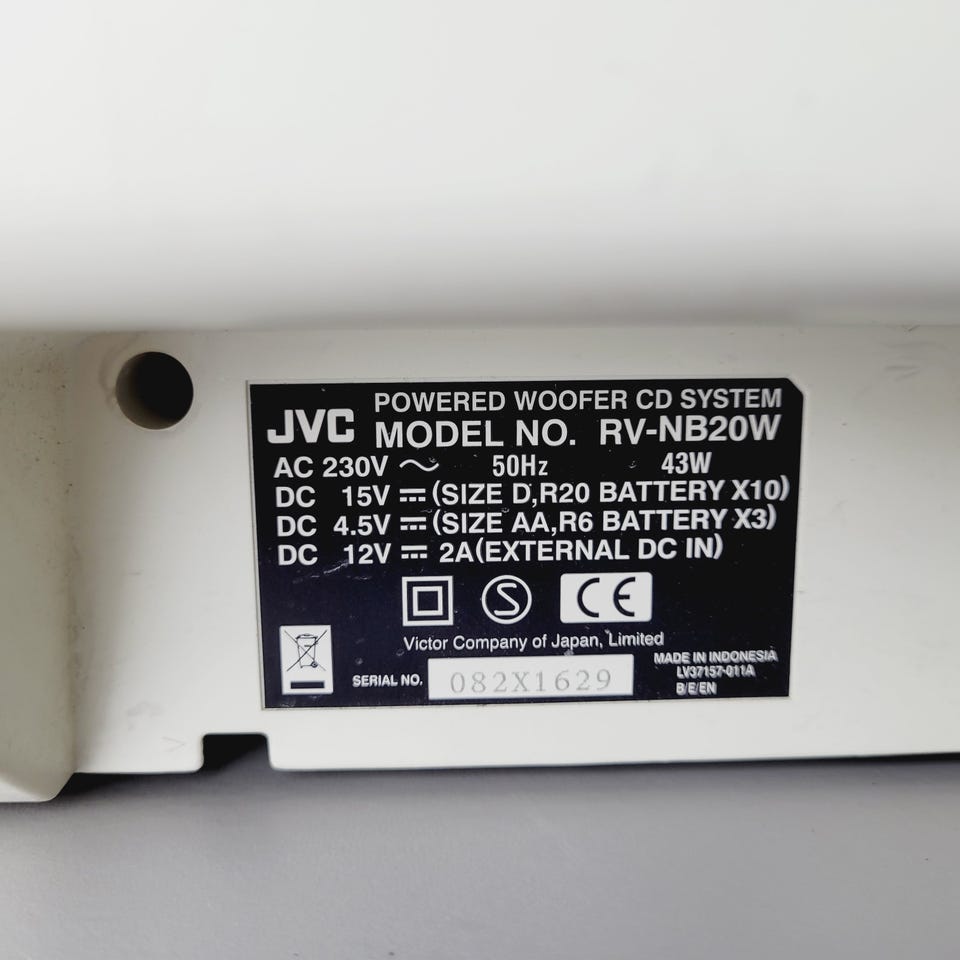 JVC POWERED WOOFER CD SYSTEM
MODEL NO. RV-NB20W
AC 230V ~ 50Hz 43W
DC 15V ⎓ (SIZE D,R20 BATTERY X10)
DC 4.5V ⎓ (SIZE AA,R6 BATTERY X3)
DC 12V ⎓ 2A(EXTERNAL DC IN)
S CE
Victor Company of Japan, Limited
SERIAL NO. 082X1629
MADE IN INDONESIA
LV37157-011A
B/E/EN